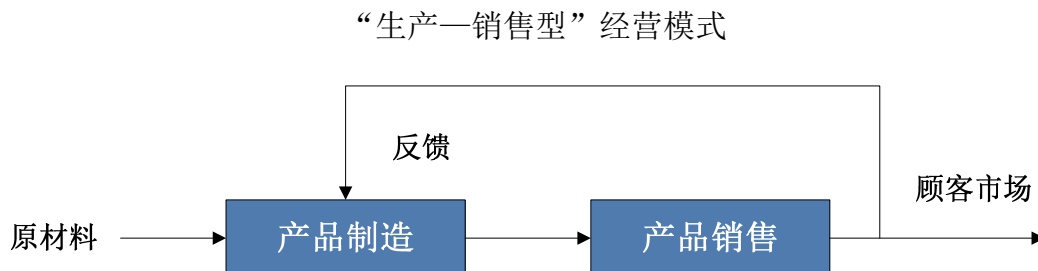 “生产—销售型”经营模式
反馈
顾客市场
原材料
产品制造
产品销售